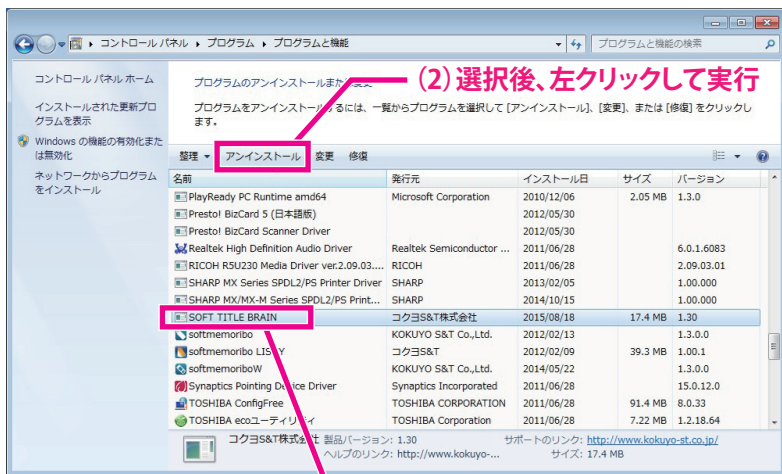 コントロール パネル ▸ プログラム ▸ プログラムと機能
プログラムと機能の検索
コントロール パネル ホーム
インストールされた更新プロ
グラムを表示
Windows の機能の有効化また
は無効化
ネットワークからプログラム
をインストール
(2) 選択後、左クリックして実行
プログラムのアンインストールまたは変更
プログラムをアンインストールするには、一覧からプログラムを選択して [アンインストール]、[変更]、または [修復] をクリックし
ます。
整理 アンインストール 変更 修復
名前 発行元 インストール日 サイズ バージョン
PlayReady PC Runtime amd64 Microsoft Corporation 2010/12/06 2.05 MB 1.3.0
Presto! BizCard 5 (日本語版) 2012/05/30
Presto! BizCard Scanner Driver 2012/05/30
Realtek High Definition Audio Driver Realtek Semiconductor ... 2011/06/28 6.0.1.6083
RICOH R5U230 Media Driver ver.2.09.03.... RICOH 2011/06/28 2.09.03.01
SHARP MX Series SPDL2/PS Printer Driver SHARP 2013/02/05 1.00.000
SHARP MX/MX-M Series SPDL2/PS Print... SHARP 2014/10/15 1.00.000
SOFT TITLE BRAIN コクヨS&T株式会社 2015/08/18 17.4 MB 1.30
softmemoribo KOKUYO S&T Co.,Ltd. 2012/02/13 1.3.0.0
softmemoribo コクヨS&T 2012/02/09 39.3 MB 1.00.1
softmemoriboW KOKUYO S&T Co.,Ltd. 2014/05/22 1.3.0.0
Synaptics Pointing Device Driver Synaptics Incorporated 2011/06/28 15.0.12.0
TOSHIBA ConfigFree TOSHIBA CORPORATION 2011/06/28 91.4 MB 8.0.33
TOSHIBA ecoユーティリティ TOSHIBA Corporation 2011/06/28 7.22 MB 1.2.18.64
コクヨS&T株式会社 製品バージョン: 1.30 サポートのリンク: http://www.kokuyo-st.co.jp/
ヘルプのリンク: http://www.kokuyo-... サイズ: 17.4 MB